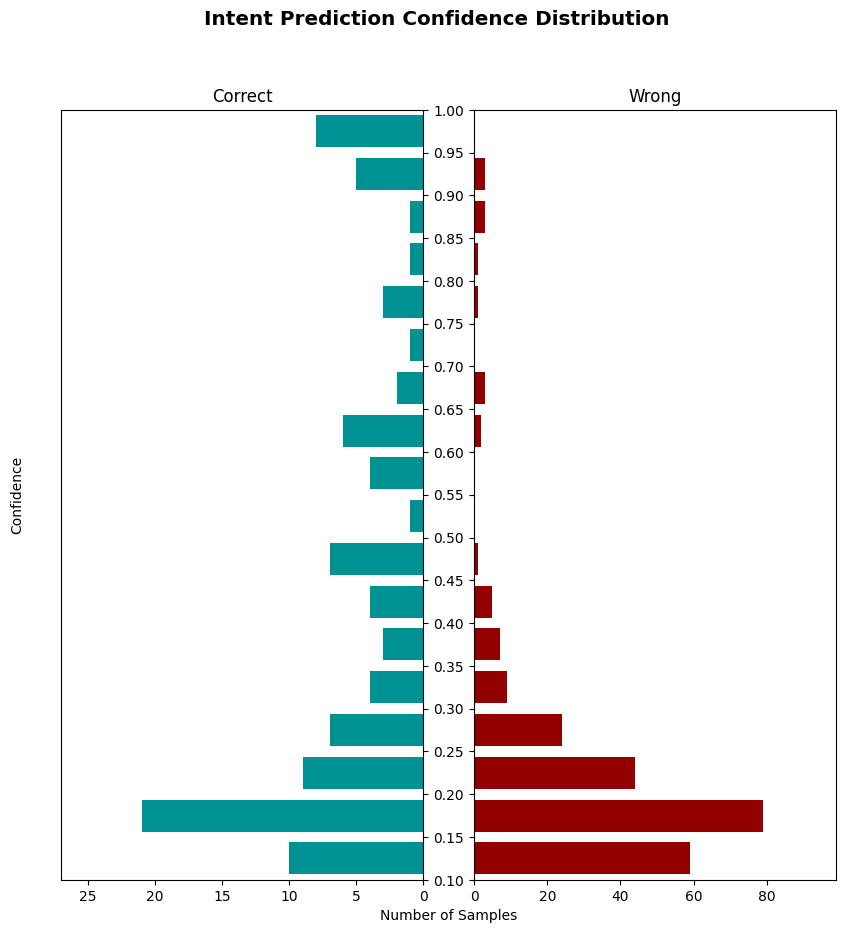 Intent Prediction Confidence Distribution
Correct
Wrong
1.00
0.95
0.90
0.85
0.80
0.75
0.70
0.65
0.60
0.55
0.50
0.45
0.40
0.35
0.30
0.25
0.20
0.15
0.10
Confidence
25 20 15 10 5 0
0 20 40 60 80
Number of Samples